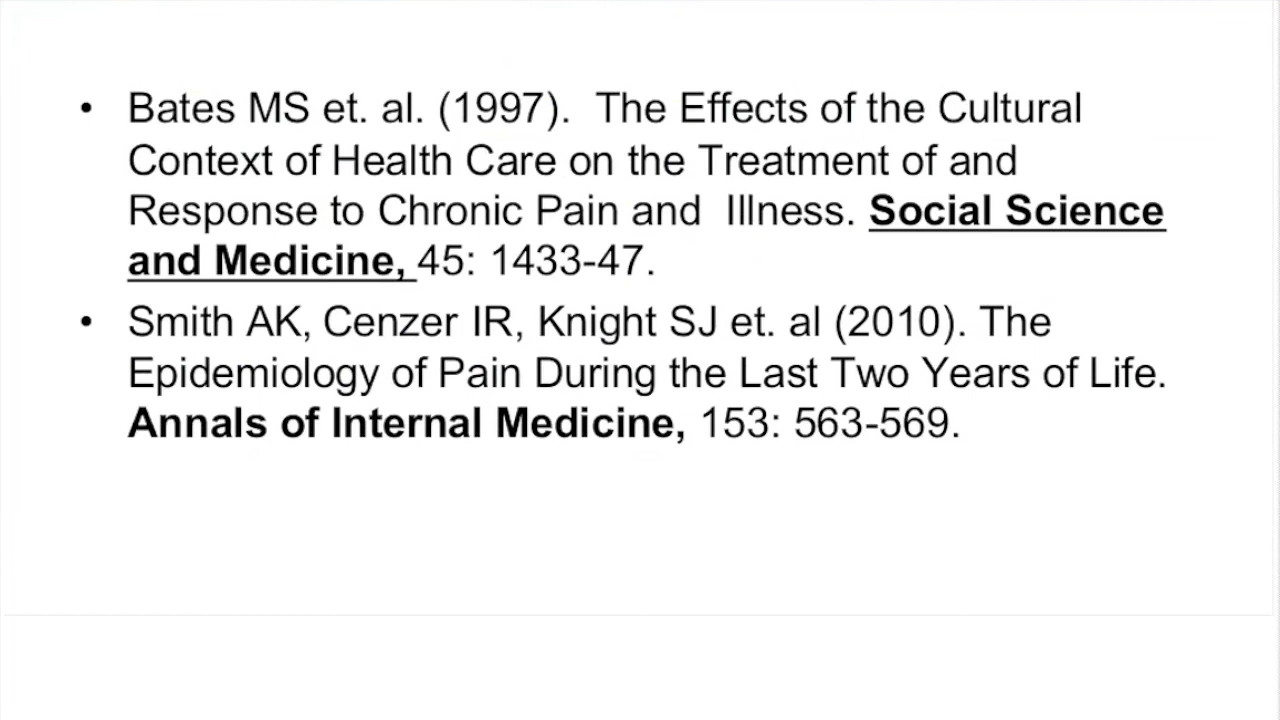 • Bates MS et. al. (1997).  The Effects of the Cultural
Context of Health Care on the Treatment of and
Response to Chronic Pain and  Illness. Social Science
and Medicine, 45: 1433-47.
• Smith AK, Cenzer IR, Knight SJ et. al (2010). The
Epidemiology of Pain During the Last Two Years of Life.
Annals of Internal Medicine, 153: 563-569.